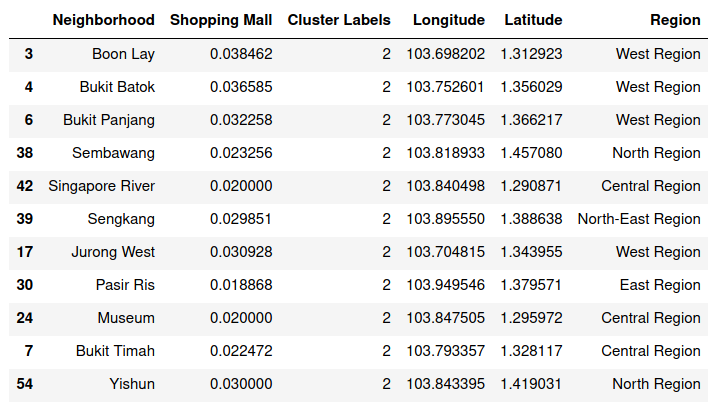 Neighborhood Shopping Mall Cluster Labels Longitude Latitude Region
3 Boon Lay 0.038462 2 103.698202 1.312923 West Region
4 Bukit Batok 0.036585 2 103.752601 1.356029 West Region
6 Bukit Panjang 0.032258 2 103.773045 1.366217 West Region
38 Sembawang 0.023256 2 103.818933 1.457080 North Region
42 Singapore River 0.020000 2 103.840498 1.290871 Central Region
39 Sengkang 0.029851 2 103.895550 1.388638 North-East Region
17 Jurong West 0.030928 2 103.704815 1.343955 West Region
30 Pasir Ris 0.018868 2 103.949546 1.379571 East Region
24 Museum 0.020000 2 103.847505 1.295972 Central Region
7 Bukit Timah 0.022472 2 103.793357 1.328117 Central Region
54 Yishun 0.030000 2 103.843395 1.419031 North Region